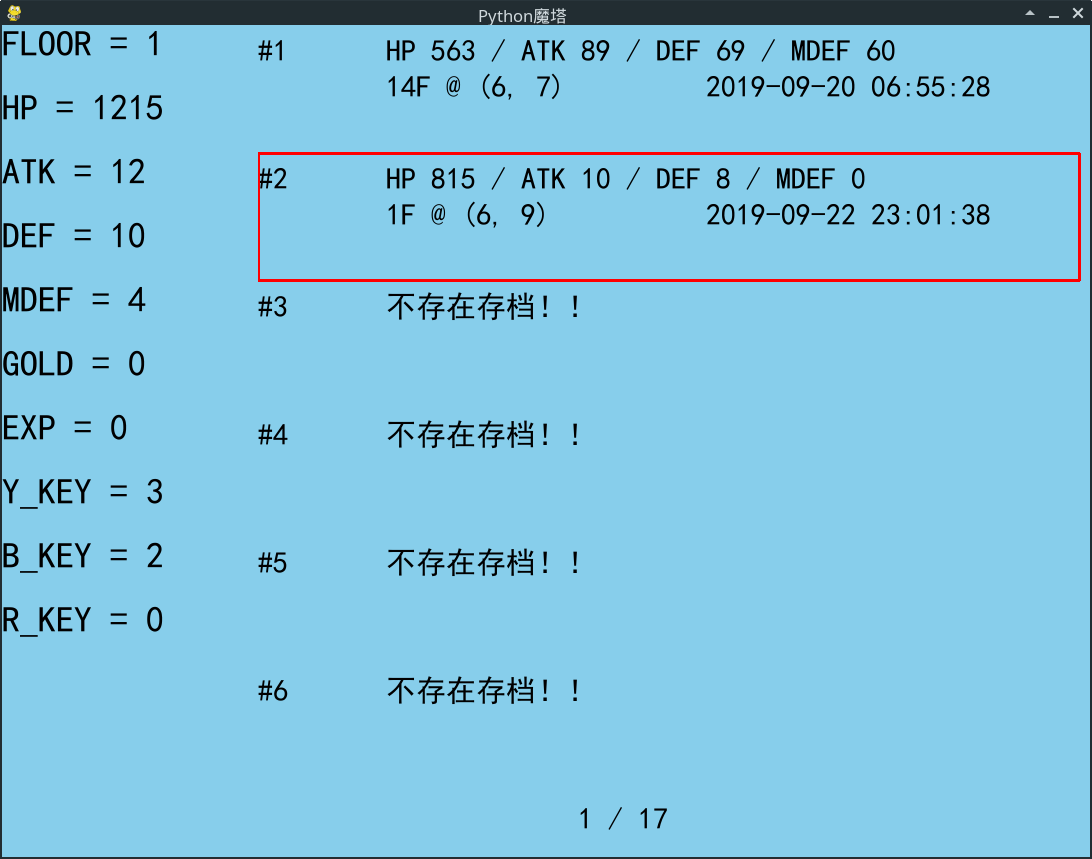 Python魔塔
FLOOR = 1
HP = 1215
ATK = 12
DEF = 10
MDEF = 4
GOLD = 0
EXP = 0
Y_KEY = 3
B_KEY = 2
R_KEY = 0
#1 HP 563 / ATK 89 / DEF 69 / MDEF 60
14F @ (6, 7) 2019-09-20 06:55:28
#2 HP 815 / ATK 10 / DEF 8 / MDEF 0
1F @ (6, 9) 2019-09-22 23:01:38
#3 不存在存档!!
#4 不存在存档!!
#5 不存在存档!!
#6 不存在存档!!
1 / 17